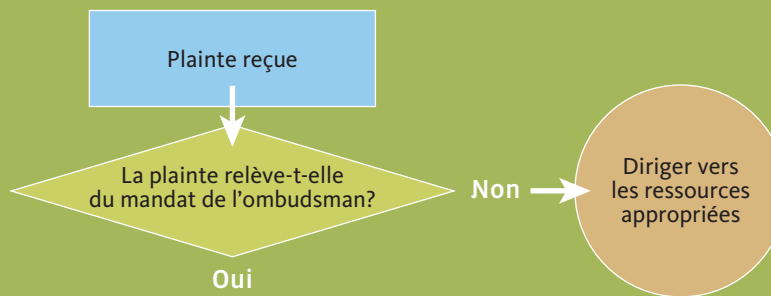 Plainte reçue
La plainte relève-t-elle
du mandat de l’ombudsman?
Non
Diriger vers
les ressources
appropriées
Oui